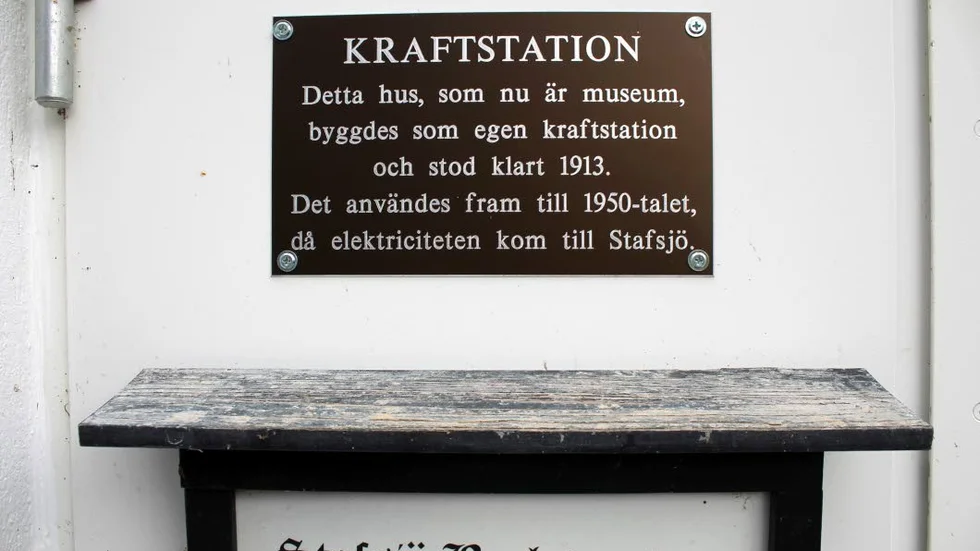 KRAFTSTATION
Detta hus, som nu är museum,
byggdes som egen kraftstation
och stod klart 1913.
Det användes fram till 1950-talet,
då elektriciteten kom till Stafsjö.
Stafsjö